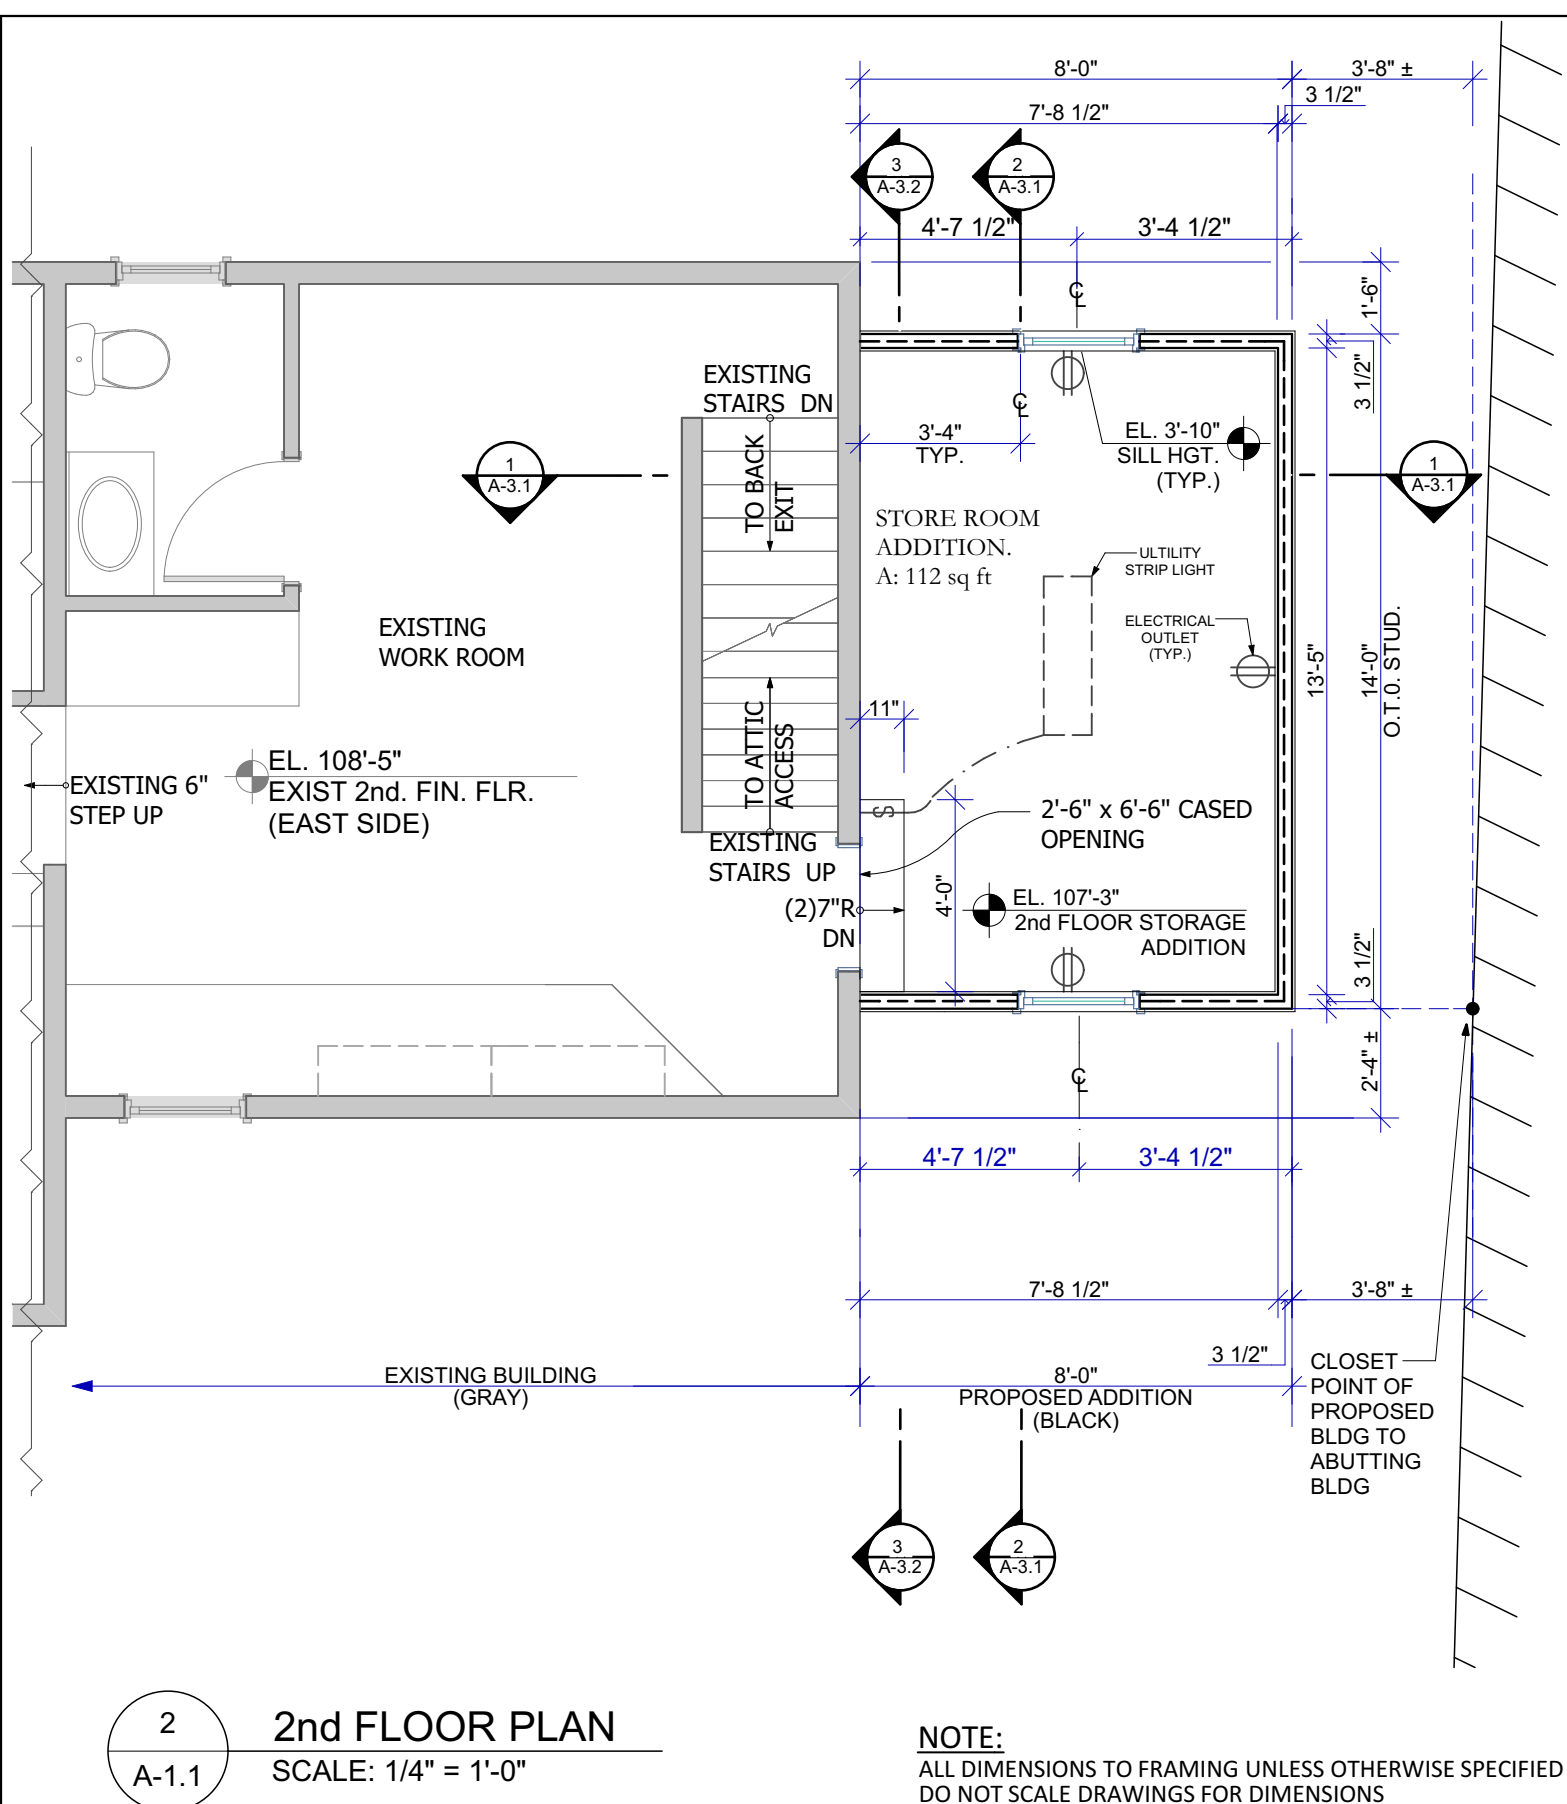 8'-0"
3'-8" ±
3 1/2"
7'-8 1/2"
3
A-3.2
2
A-3.1
4'-7 1/2"
3'-4 1/2"
1'-6"
3 1/2"
EXISTING
STAIRS DN
3'-4"
TYP.
EL. 3'-10"
SILL HGT.
(TYP.)
1
A-3.1
1
A-3.1
TO BACK
EXIT
STORE ROOM
ADDITION.
A: 112 sq ft
ULTILITY
STRIP LIGHT
ELECTRICAL
OUTLET
(TYP.)
EXISTING
WORK ROOM
13'-5"
14'-0"
O.T.0. STUD.
11"
TO ATTIC
ACCESS
EL. 108'-5"
EXIST 2nd. FIN. FLR.
(EAST SIDE)
EXISTING 6"
STEP UP
S
2'-6" x 6'-6" CASED
OPENING
EXISTING
STAIRS UP
4'-0"
(2)7"R
DN
EL. 107'-3"
2nd FLOOR STORAGE
ADDITION
3 1/2"
2'-4" ±
4'-7 1/2"
3'-4 1/2"
7'-8 1/2"
3'-8" ±
3 1/2"
EXISTING BUILDING
(GRAY)
8'-0"
PROPOSED ADDITION
(BLACK)
CLOSET
POINT OF
PROPOSED
BLDG TO
ABUTTING
BLDG
3
A-3.2
2
A-3.1
2
A-1.1
2nd FLOOR PLAN
SCALE: 1/4" = 1'-0"
NOTE:
ALL DIMENSIONS TO FRAMING UNLESS OTHERWISE SPECIFIED
DO NOT SCALE DRAWINGS FOR DIMENSIONS